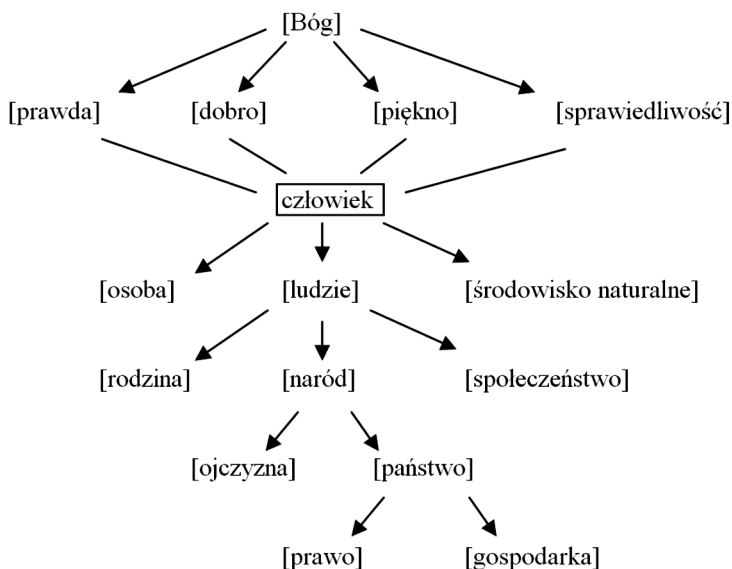 [Bóg]
[prawda] [dobro] [piękno] [sprawiedliwość]
człowiek
[osoba] [ludzie] [środowisko naturalne]
[rodzina] [naród] [społeczeństwo]
[ojczyzna] [państwo]
[prawo] [gospodarka]